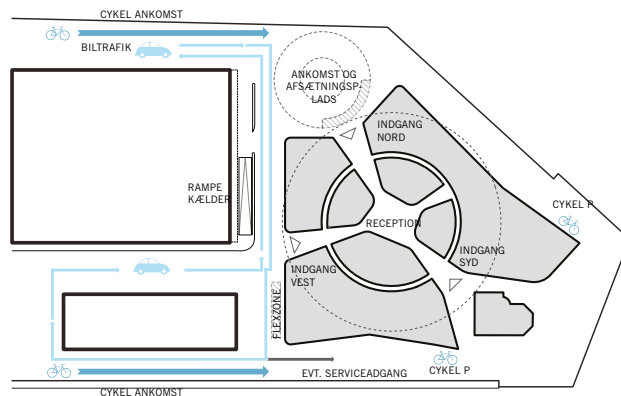 CYKEL ANKOMST
BILTRAFIK
ANKOMST OG
AFSÆTNINGSP-
LADS
INDGANG
NORD
RAMPE
KÆLDER
CYKEL P
RECEPTION
INDGANG
SYD
INDGANG
VEST
FLEXZONE
EVT. SERVICEADGANG
CYKEL P
CYKEL ANKOMST